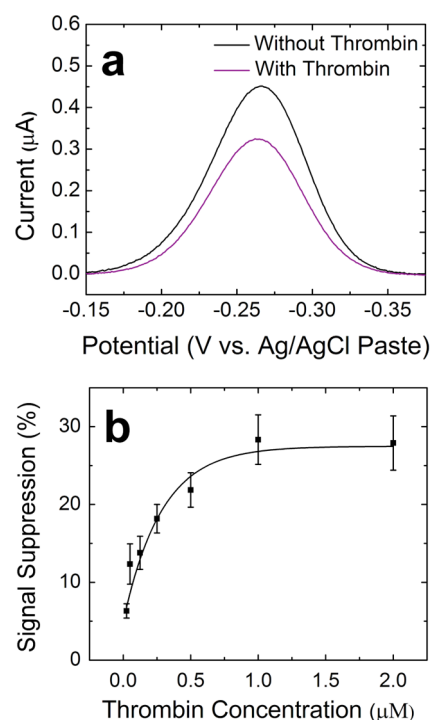 a
Without Thrombin
With Thrombin
Current (μA)
0.6
0.5
0.4
0.3
0.2
0.1
0.0
-0.15 -0.20 -0.25 -0.30 -0.35
Potential (V vs. Ag/AgCl Paste)
b
Signal Suppression (%)
30
20
10
0
0.0 0.5 1.0 1.5 2.0
Thrombin Concentration (μM)